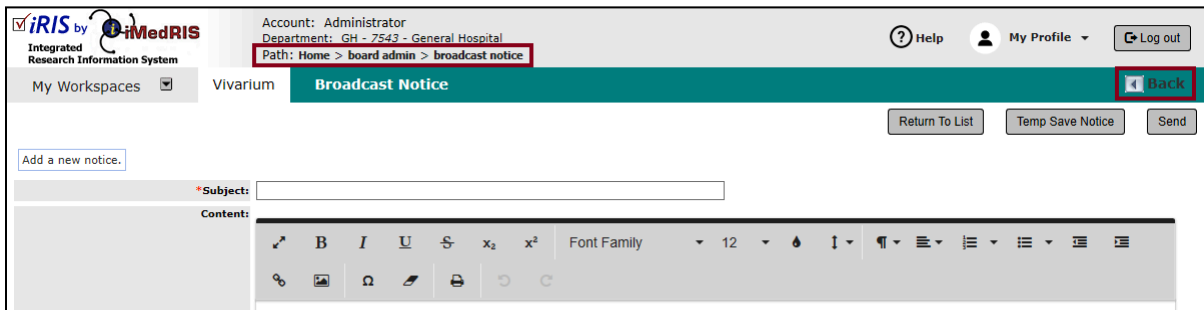 iRIS by iMedRIS
Integrated
Research Information System
Account: Administrator
Department: GH - 7543 - General Hospital
Path: Home > board admin > broadcast notice
? Help
My Profile
Log out
My Workspaces
Vivarium
Broadcast Notice
Back
Return To List
Temp Save Notice
Send
Add a new notice.
*Subject:
Content:
B I U S x₂ x² Font Family 12 ¶
Ω